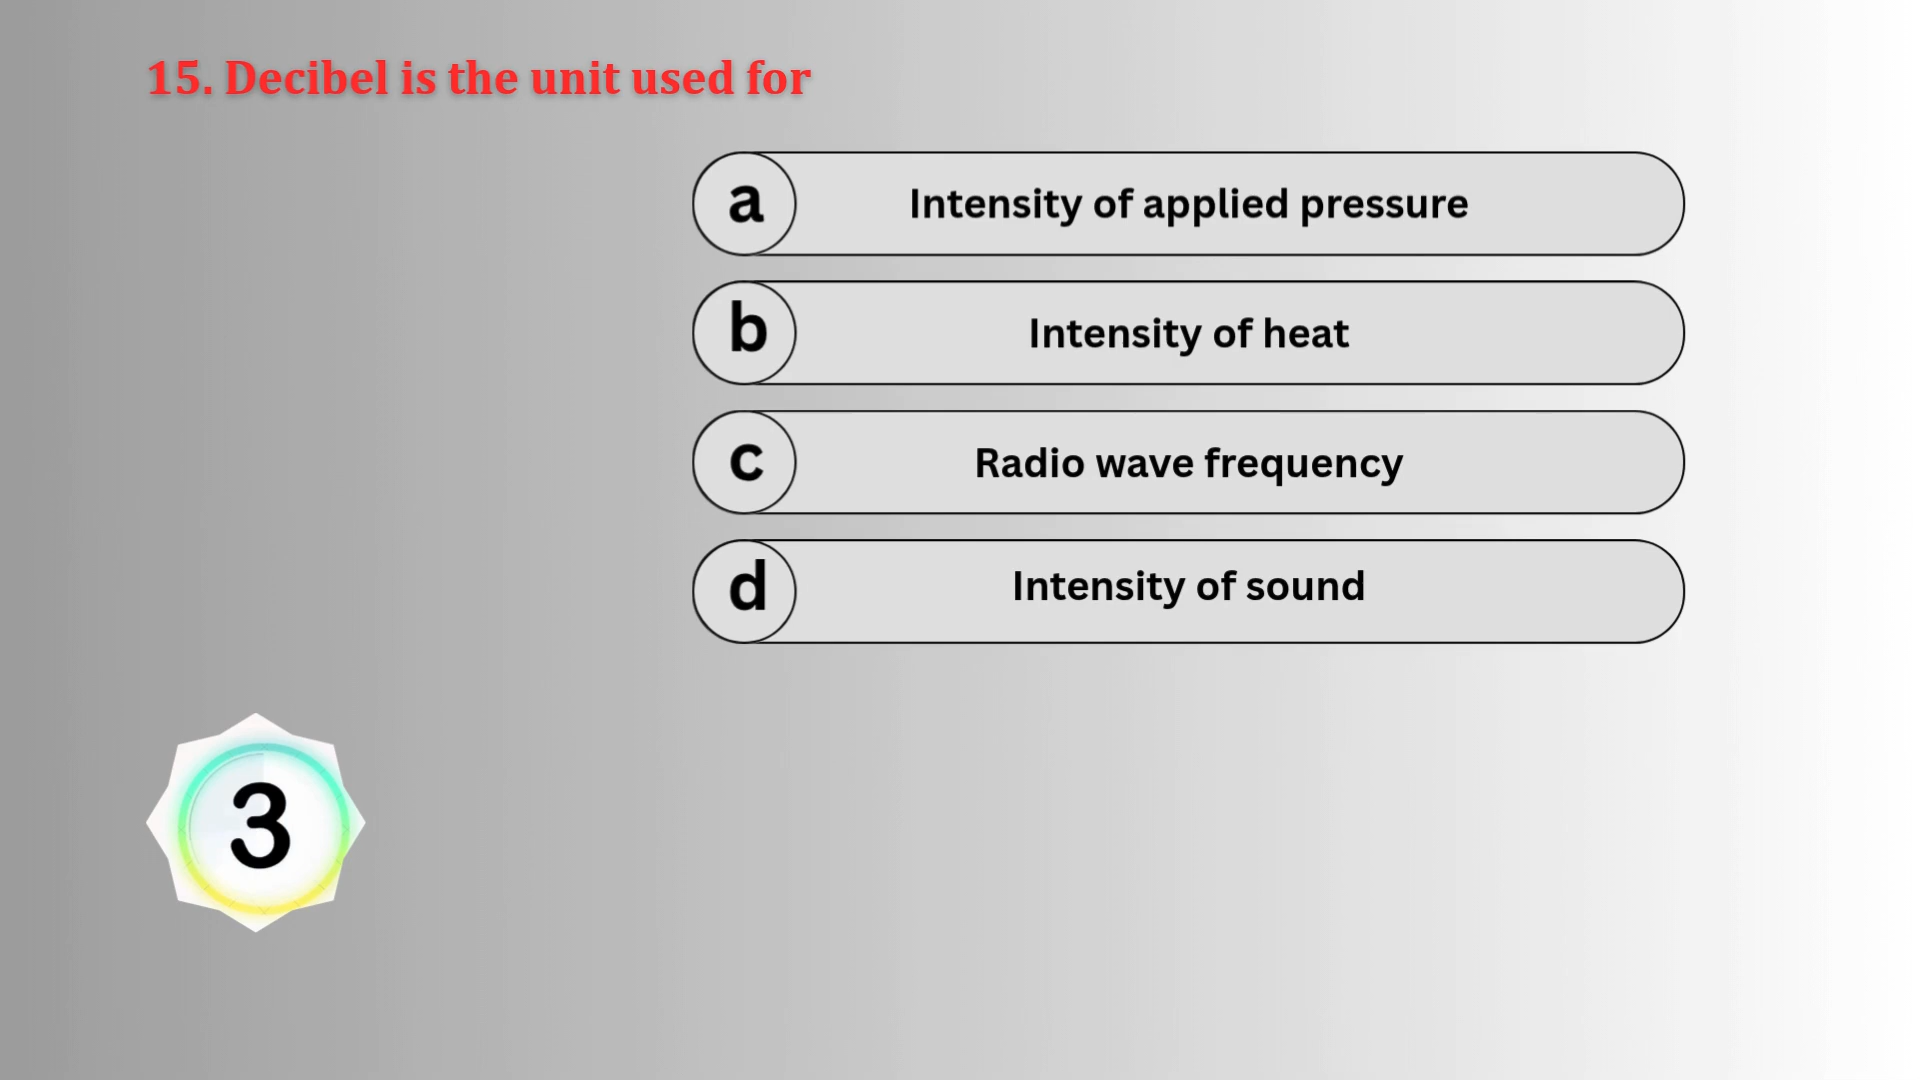 15. Decibel is the unit used for
a Intensity of applied pressure
b Intensity of heat
c Radio wave frequency
d Intensity of sound
3